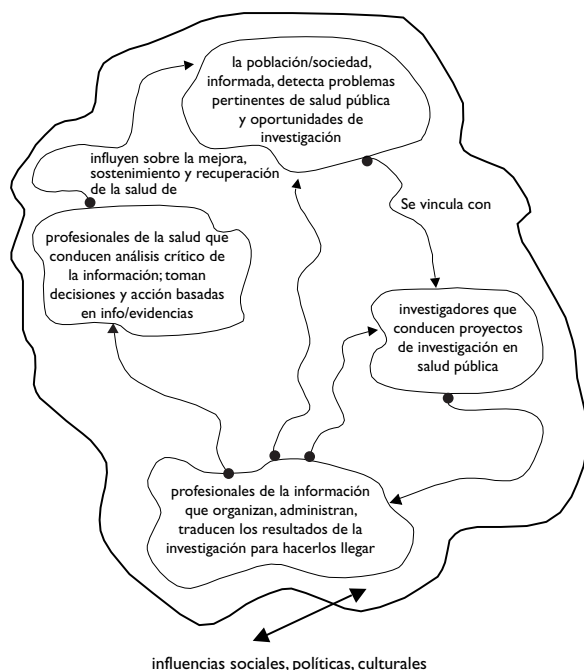 la población/sociedad,
informada, detecta problemas
pertinentes de salud pública
y oportunidades de
investigación
influyen sobre la mejora,
sostenimiento y recuperación
de la salud de
Se vincula con
profesionales de la salud que
conducen análisis crítico de
la información; toman
decisiones y acción basadas
en info/evidencias
investigadores que
conducen proyectos
de investigación en
salud pública
profesionales de la información
que organizan, administran,
traducen los resultados de la
investigación para hacerlos llegar
influencias sociales, políticas, culturales